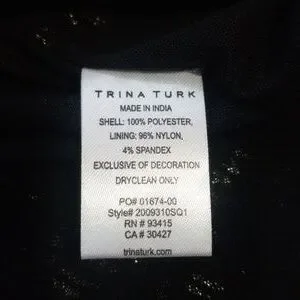 TRINA TURK
MADE IN INDIA
SHELL: 100% POLYESTER,
LINING: 96% NYLON,
4% SPANDEX
EXCLUSIVE OF DECORATION
DRYCLEAN ONLY
PO# 01674-00
Style# 2009310SQ1
RN # 93415
CA # 30427
trinaturk.com